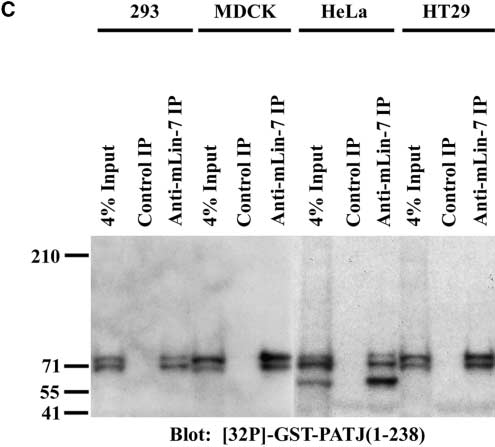 C
293 MDCK HeLa HT29
4% Input Control IP Anti-mLin-7 IP 4% Input Control IP Anti-mLin-7 IP 4% Input Control IP Anti-mLin-7 IP 4% Input Control IP Anti-mLin-7 IP
210
71
55
41
Blot: [32P]-GST-PATJ(1-238)